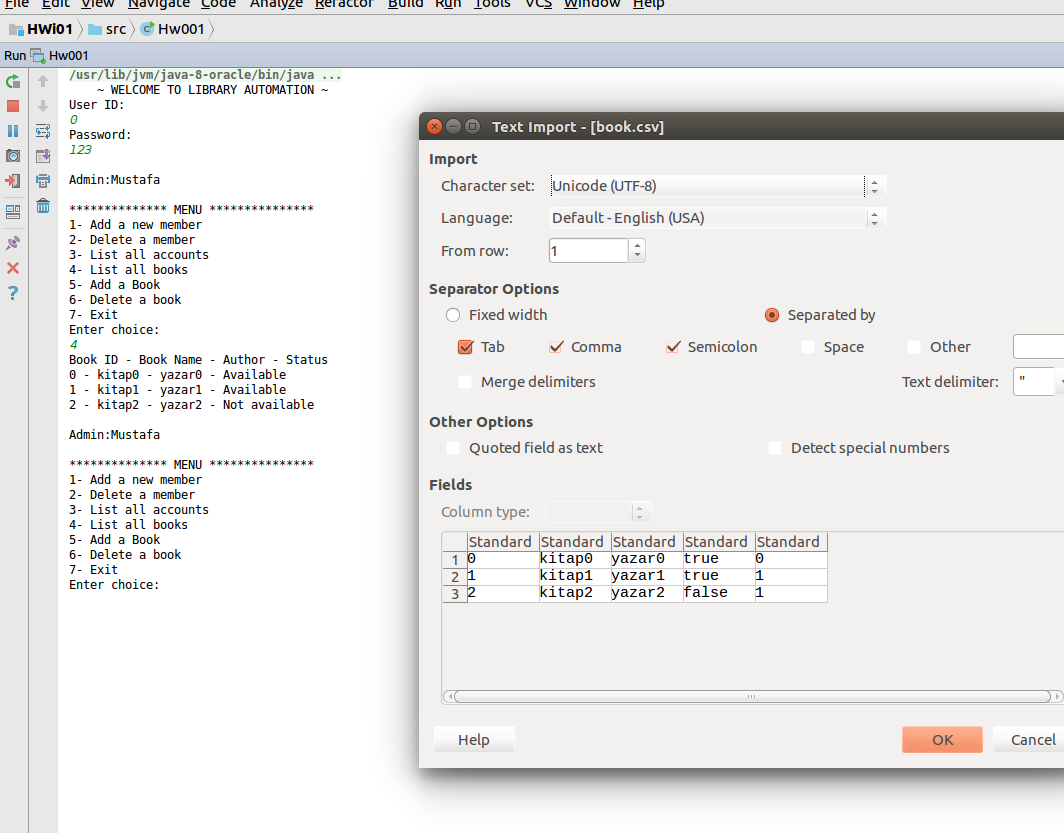 File Edit View Navigate Code Analyze Refactor Build Run Tools VCS Window Help
HWi01 src Hw001
Run Hw001
/usr/lib/jvm/java-8-oracle/bin/java ...
~ WELCOME TO LIBRARY AUTOMATION ~
User ID:
0
Password:
123
Admin:Mustafa
************** MENU ***************
1- Add a new member
2- Delete a member
3- List all accounts
4- List all books
5- Add a Book
6- Delete a book
7- Exit
Enter choice:
4
Book ID - Book Name - Author - Status
0 - kitap0 - yazar0 - Available
1 - kitap1 - yazar1 - Available
2 - kitap2 - yazar2 - Not available
Admin:Mustafa
************** MENU ***************
1- Add a new member
2- Delete a member
3- List all accounts
4- List all books
5- Add a Book
6- Delete a book
7- Exit
Enter choice:
Text Import - [book.csv]
Import
Character set: Unicode (UTF-8)
Language: Default - English (USA)
From row: 1
Separator Options
Fixed width Separated by
Tab Comma Semicolon Space Other
Merge delimiters Text delimiter: "
Other Options
Quoted field as text Detect special numbers
Fields
Column type:
Standard Standard Standard Standard Standard
1 0 kitap0 yazar0 true 0
2 1 kitap1 yazar1 true 1
3 2 kitap2 yazar2 false 1
Help OK Cancel